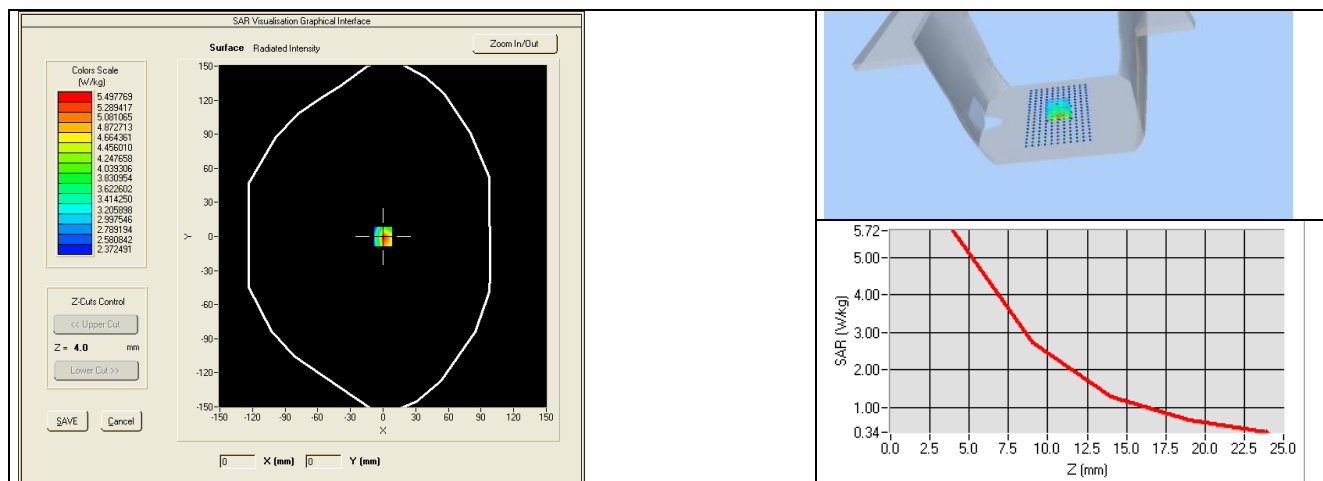 SAR Visualisation Graphical Interface
Surface Radiated Intensity
Zoom In/Out
Colors Scale
(W/kg)
5.497769
5.289417
5.081065
4.872713
4.664361
4.456010
4.247658
4.039306
3.830954
3.622602
3.414250
3.205898
2.997546
2.789194
2.580842
2.372491
Z-Cuts Control
<< Upper Cut
Z = 4.0 mm
Lower Cut >>
SAVE Cancel
150-
120-
90-
60-
30-
0-
-30-
-60-
-90-
-120-
-150-
Y
-150 -120 -90 -60 -30 0 30 60 90 120 150
X
0 X (mm) 0 Y (mm)
5.72-
5.00-
4.00-
3.00-
2.00-
1.00-
0.34-
SAR (W/kg)
0.0 2.5 5.0 7.5 10.0 12.5 15.0 17.5 20.0 22.5 25.0
Z (mm)